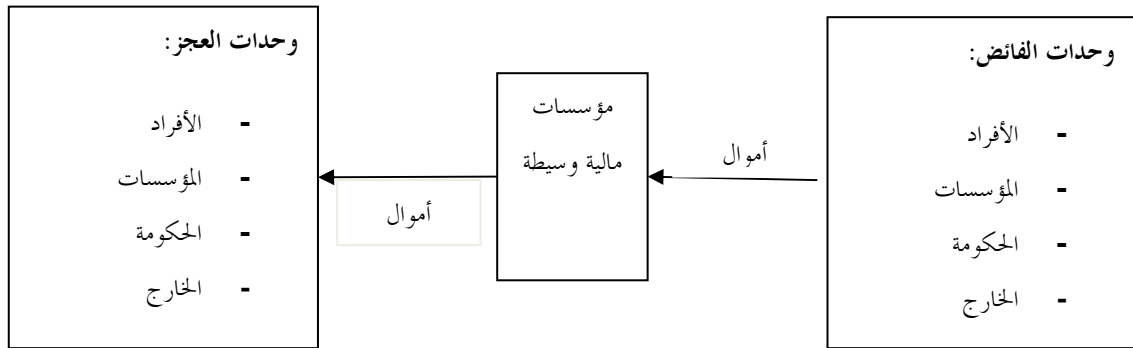 وحدات الفائض:
- الأفراد
- المؤسسات
- الحكومة
- الخارج
أموال
مؤسسات
مالية وسيطة
أموال
وحدات العجز:
- الأفراد
- المؤسسات
- الحكومة
- الخارج